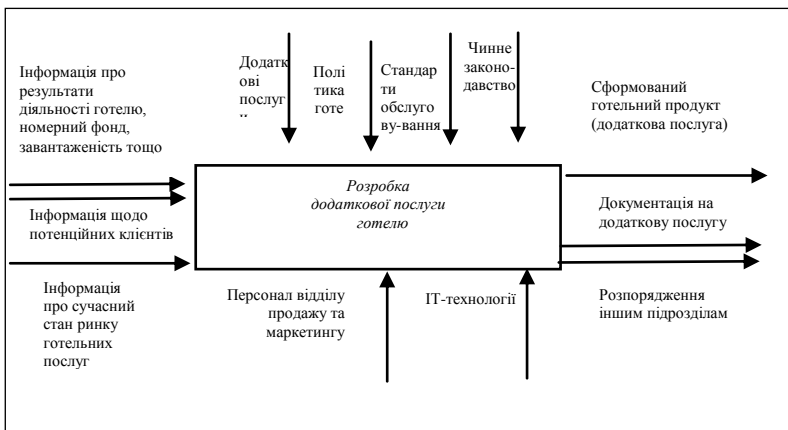 Інформація про
результати
діяльності готелю,
номерний фонд,
завантаженість тощо
Інформація щодо
потенційних клієнтів
Інформація
про сучасний
стан ринку
готельних
послуг
Додатк
ові
послуг
Полі
тика
готе
Стандар
ти
обслуго
ву-вання
Чинне
законо-
давство
Розробка
додаткової послуги
готелю
Персонал відділу
продажу та
маркетингу
ІТ-технології
Сформований
готельний продукт
(додаткова послуга)
Документація на
додаткову послугу
Розпорядження
іншим підрозділам